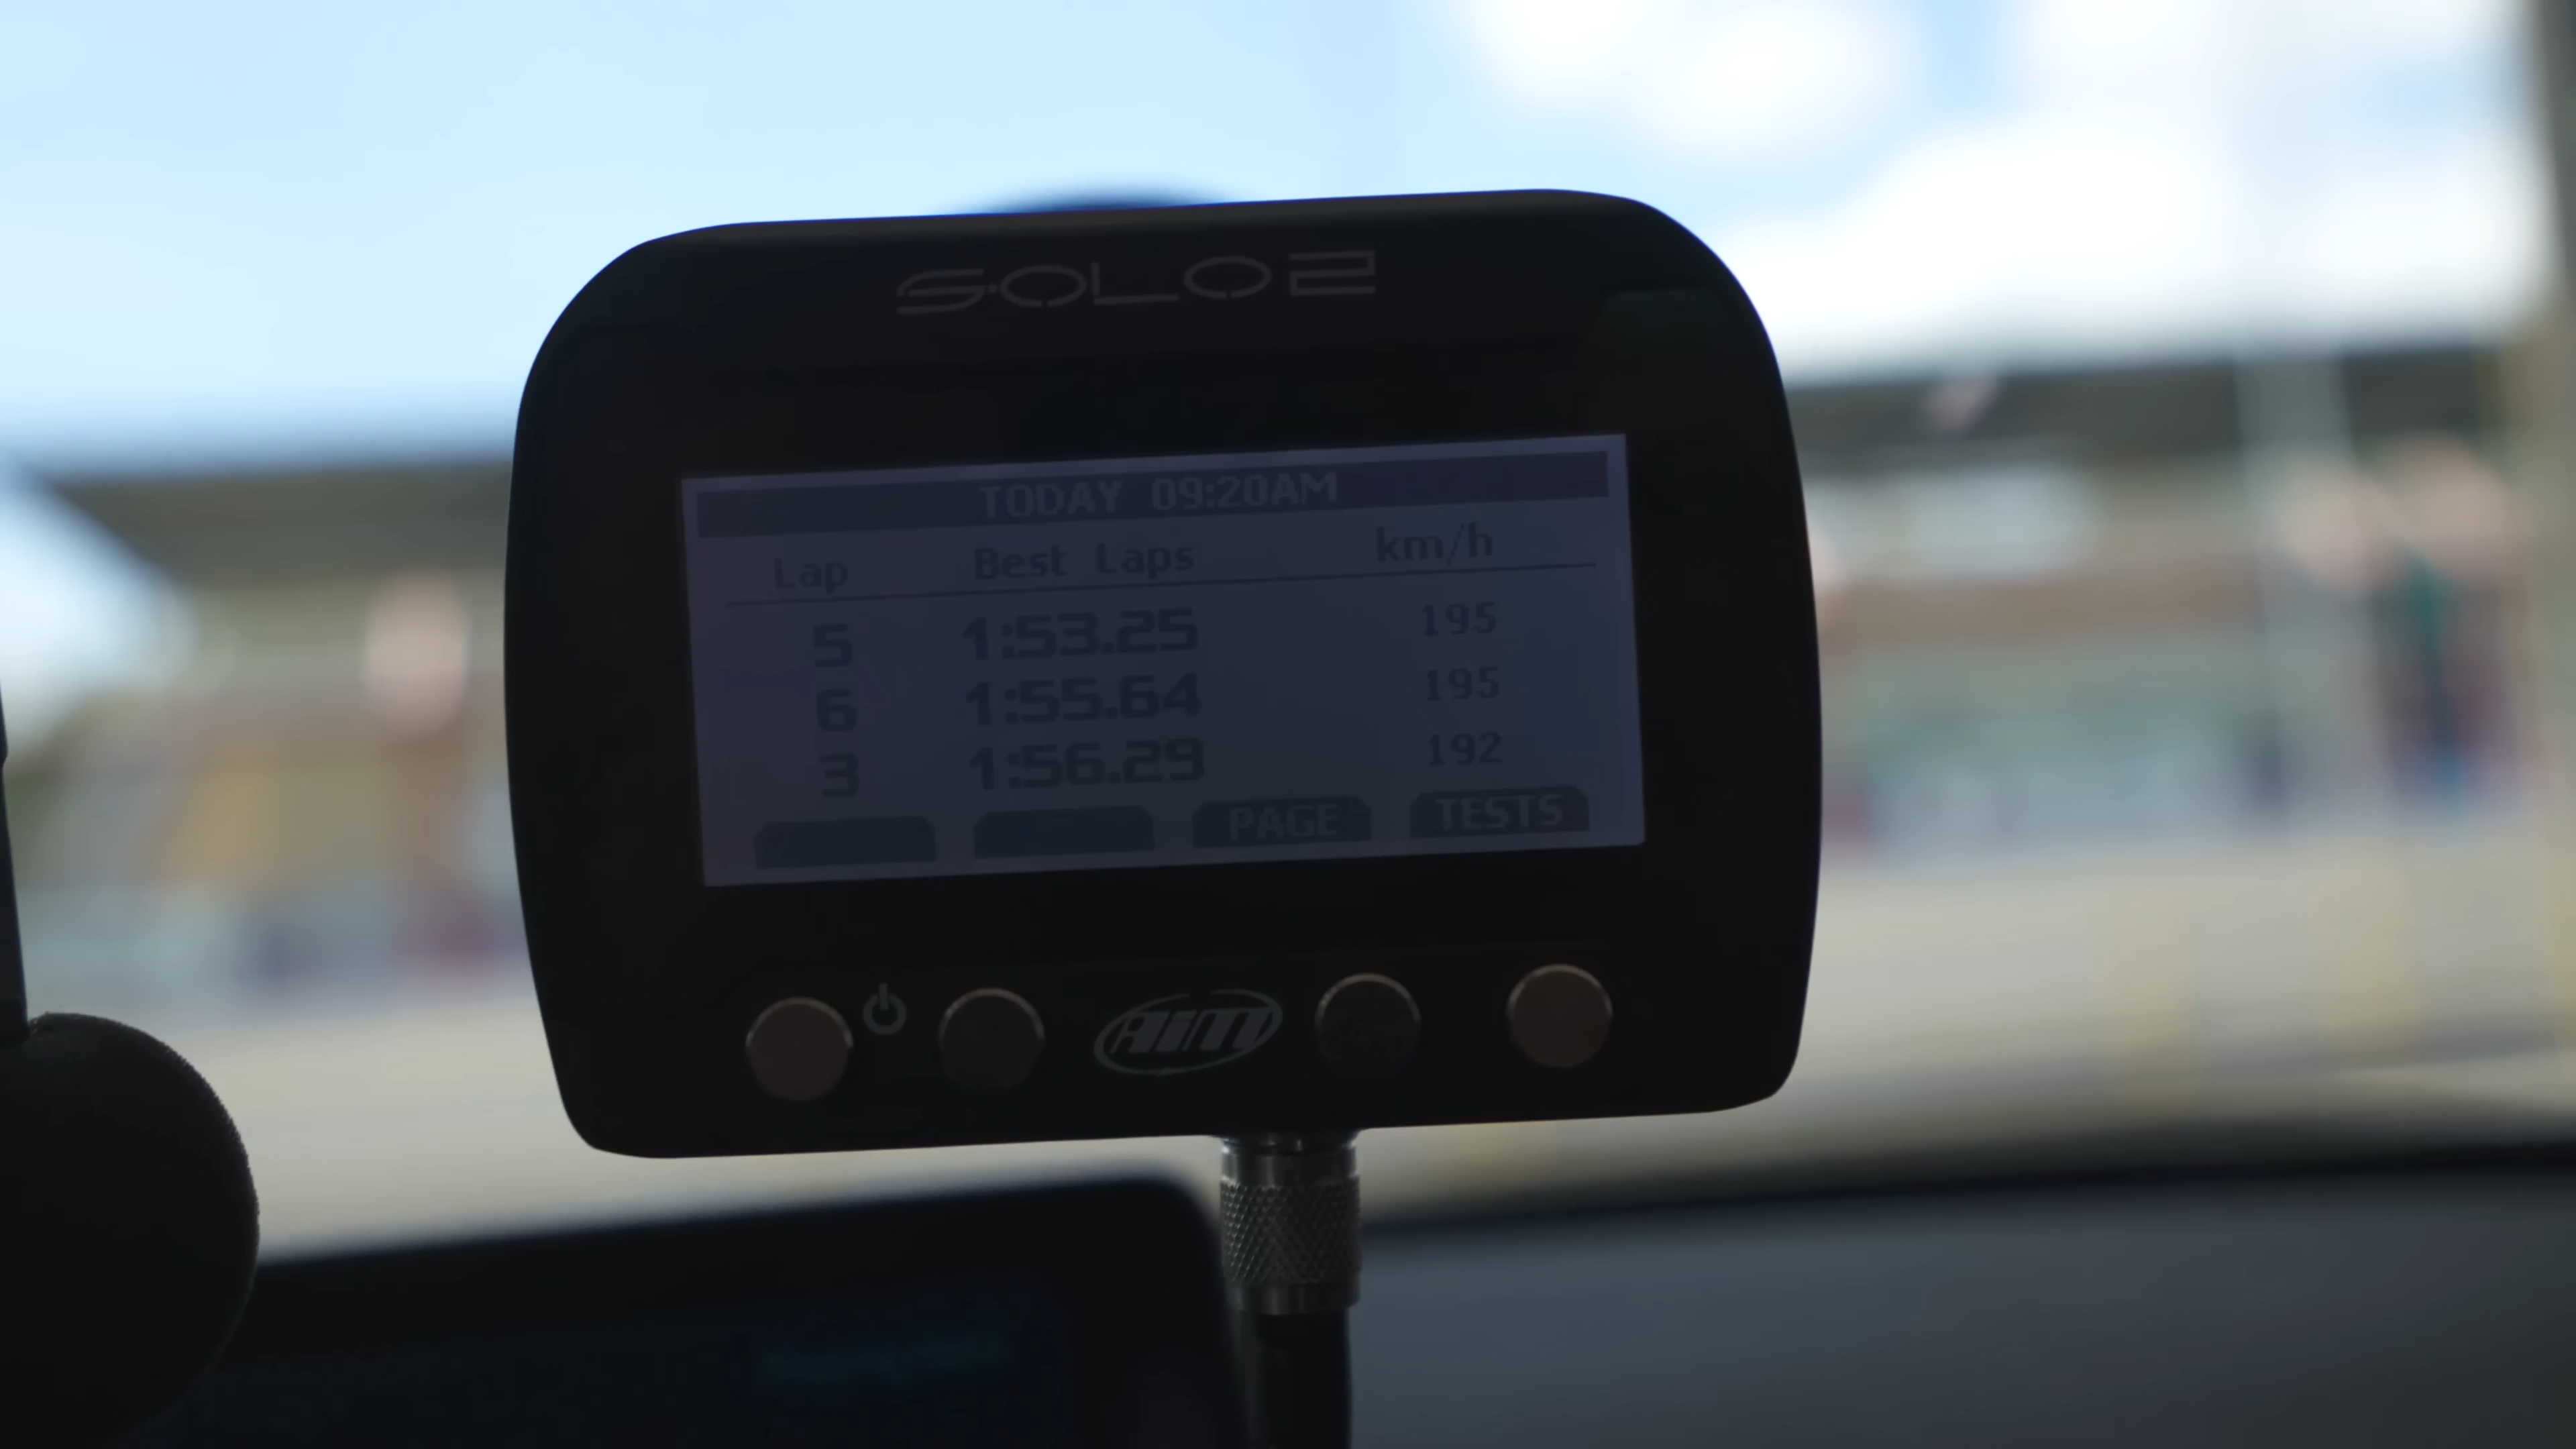 SOLO2
TODAY 09:20AM
Lap Best Laps km/h
5 1:53.25 195
6 1:55.64 195
3 1:56.29 192
PAGE TESTS
AiM